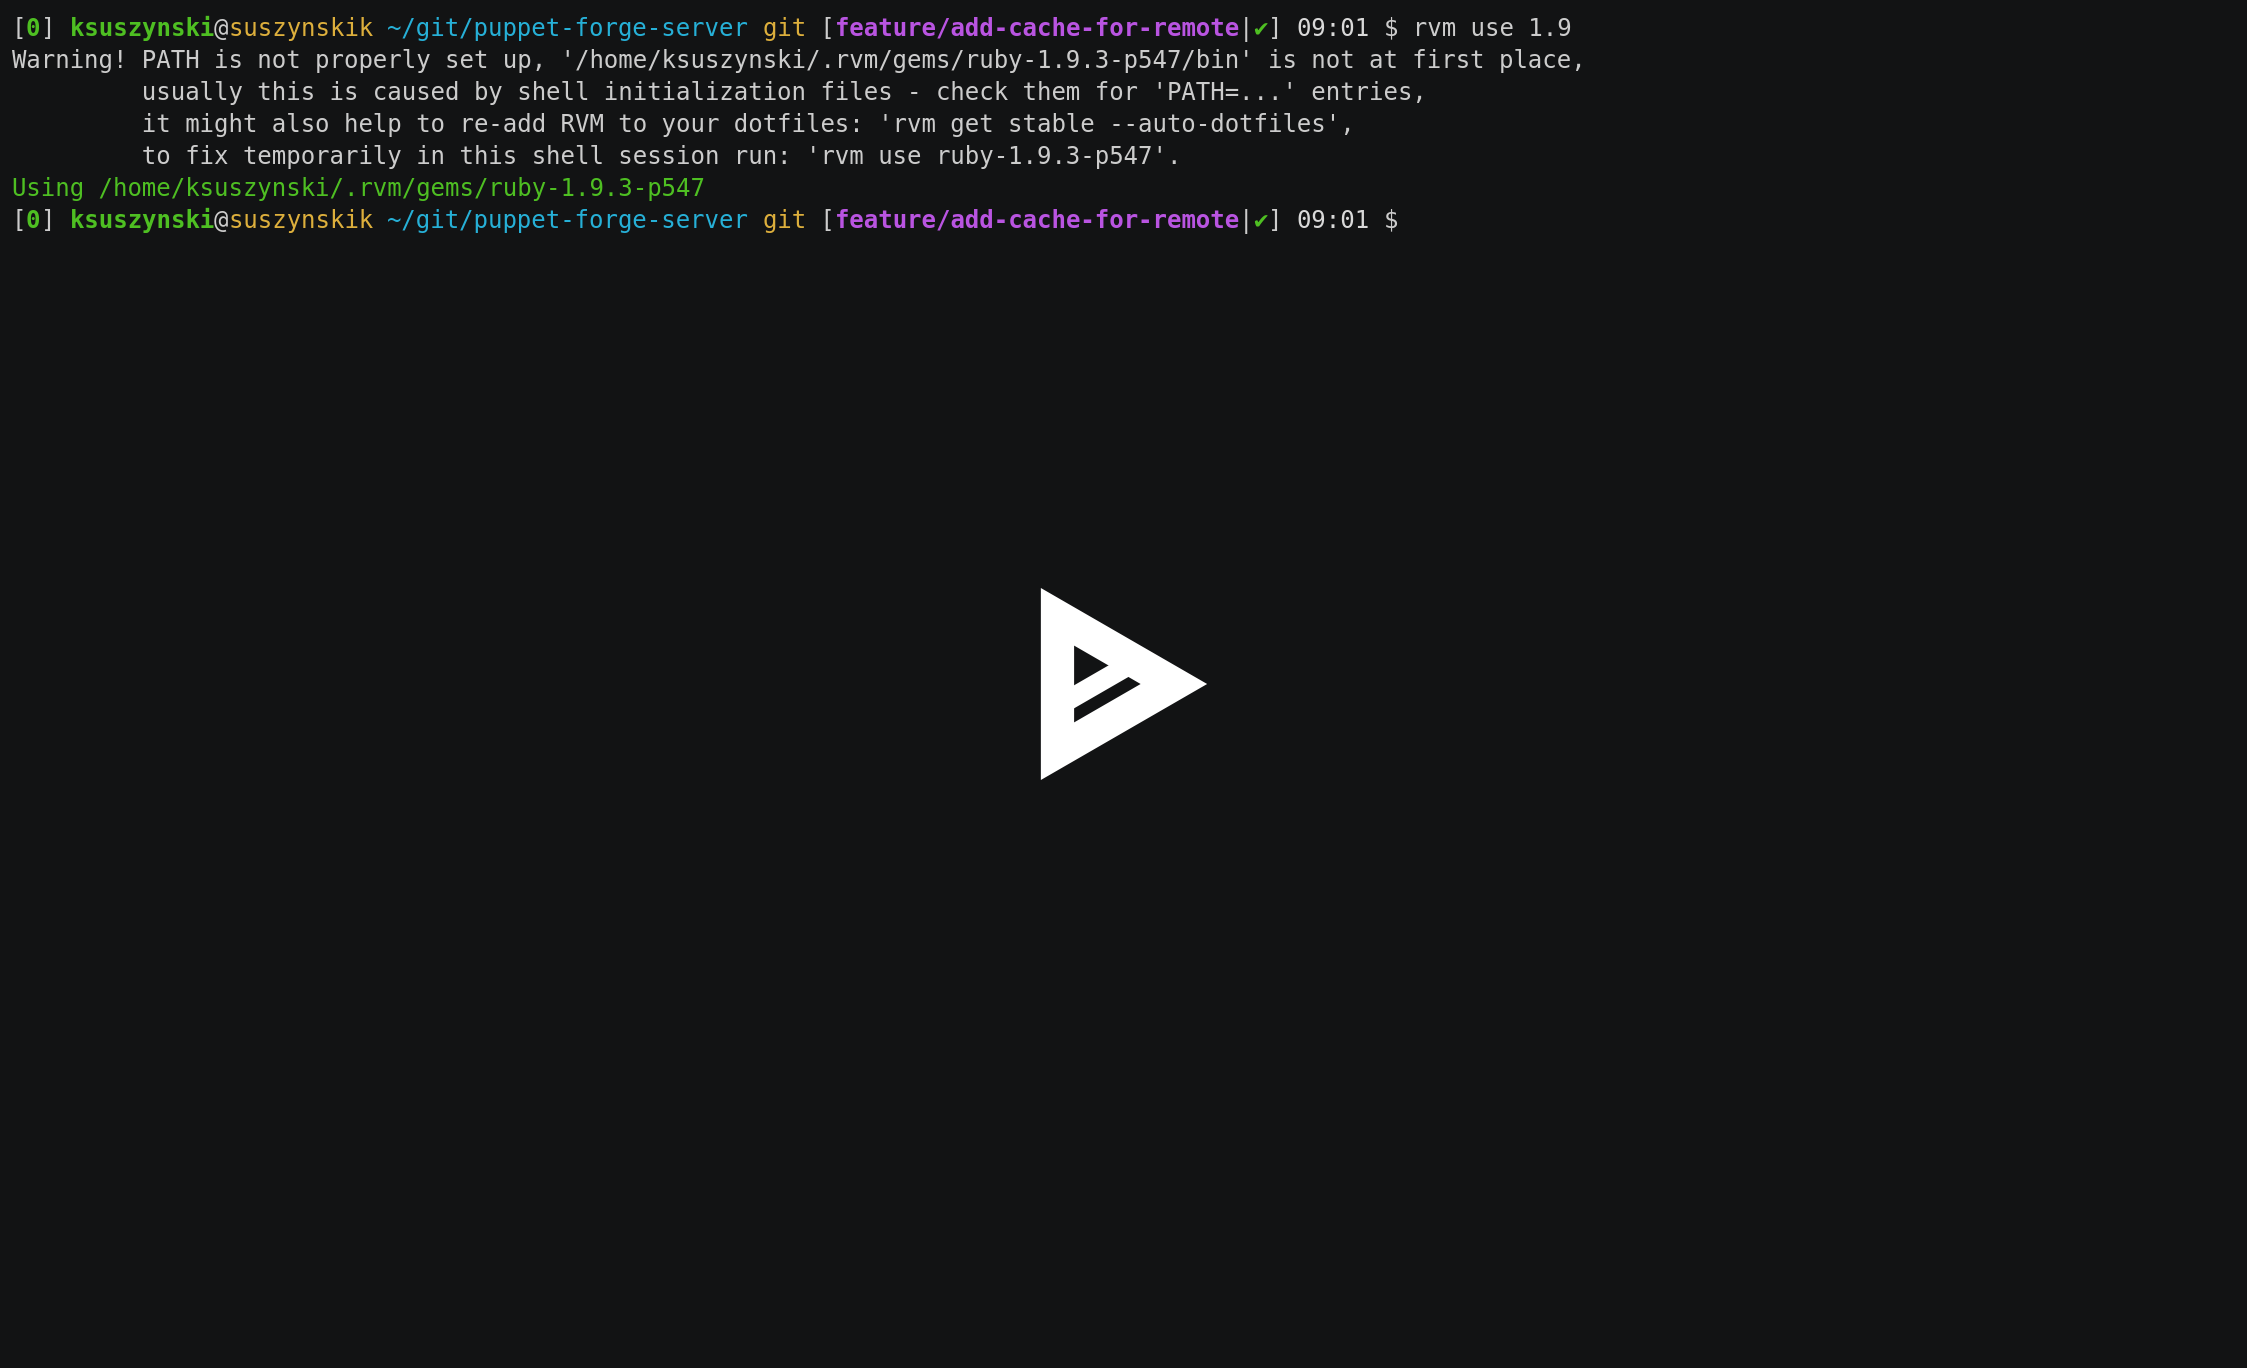 [0] ksuszynski@suszynskik ~/git/puppet-forge-server git [feature/add-cache-for-remote|✔] 09:01 $ rvm use 1.9
Warning! PATH is not properly set up, '/home/ksuszynski/.rvm/gems/ruby-1.9.3-p547/bin' is not at first place,
         usually this is caused by shell initialization files - check them for 'PATH=...' entries,
         it might also help to re-add RVM to your dotfiles: 'rvm get stable --auto-dotfiles',
         to fix temporarily in this shell session run: 'rvm use ruby-1.9.3-p547'.
Using /home/ksuszynski/.rvm/gems/ruby-1.9.3-p547
[0] ksuszynski@suszynskik ~/git/puppet-forge-server git [feature/add-cache-for-remote|✔] 09:01 $